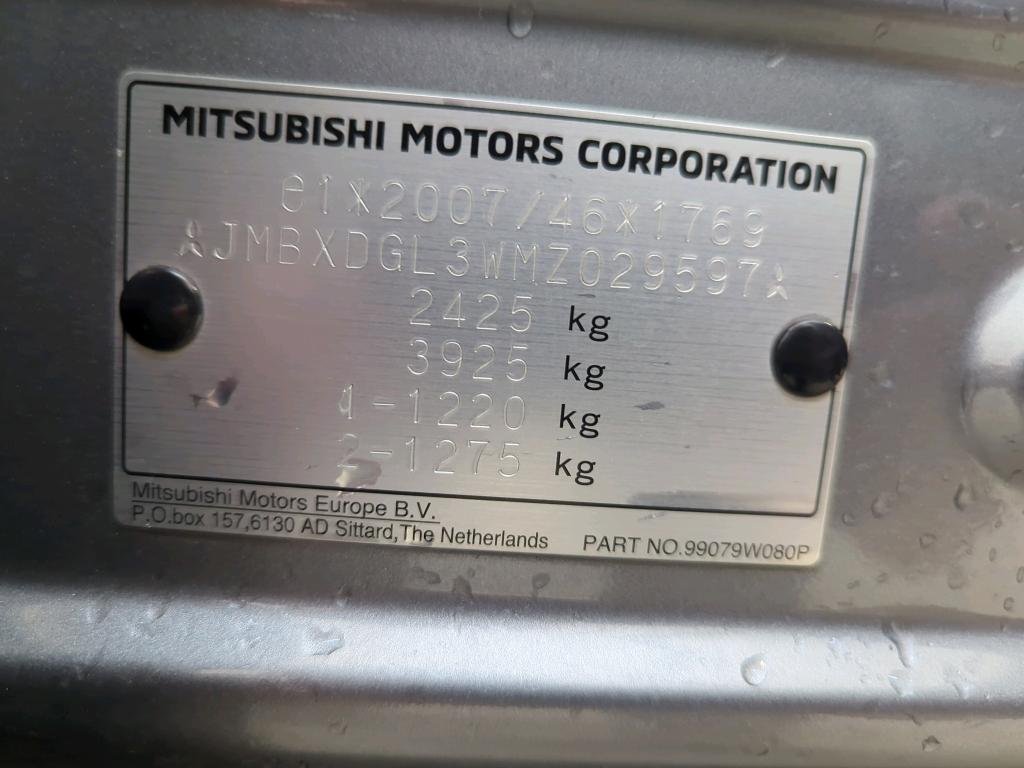 MITSUBISHI MOTORS CORPORATION
e1*2007/46*1769
JMBXDGL3WMZ029597
2425 kg
3925 kg
1-1220 kg
2-1275 kg
Mitsubishi Motors Europe B.V.
P.O.box 157,6130 AD Sittard,The Netherlands PART NO.99079W080P